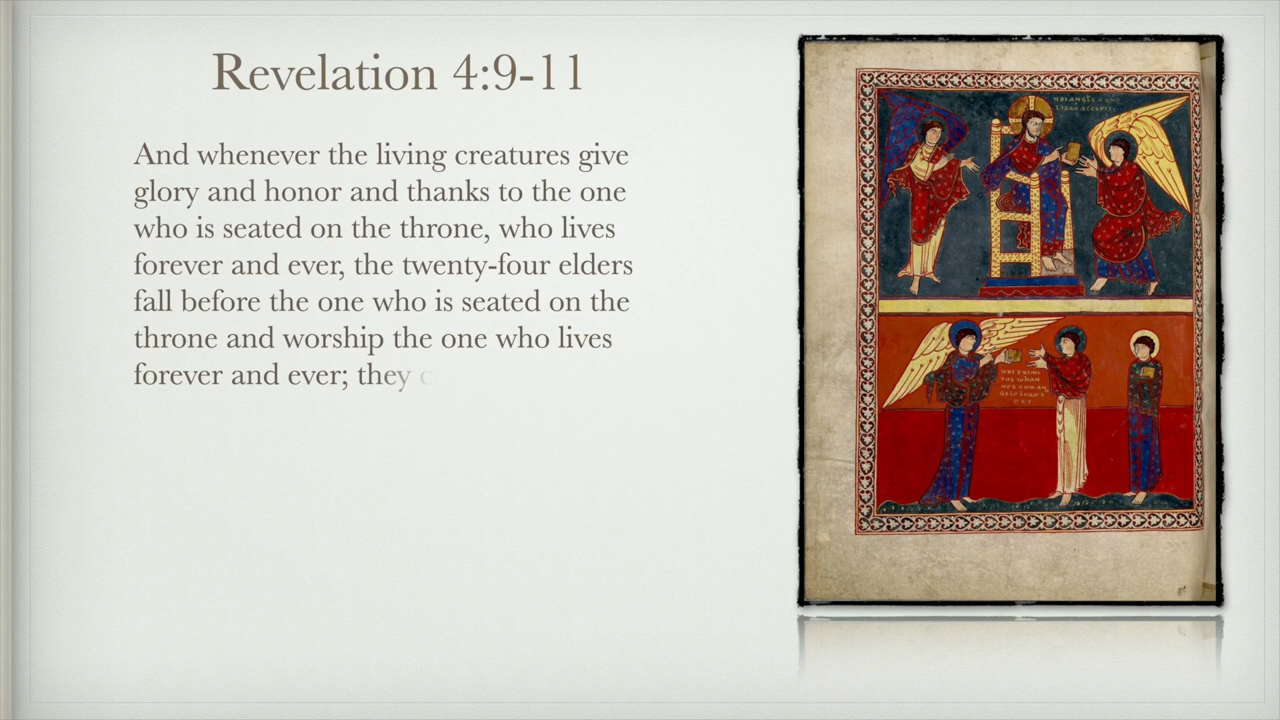 Revelation 4:9-11
And whenever the living creatures give
glory and honor and thanks to the one
who is seated on the throne, who lives
forever and ever, the twenty-four elders
fall before the one who is seated on the
throne and worship the one who lives
forever and ever; they